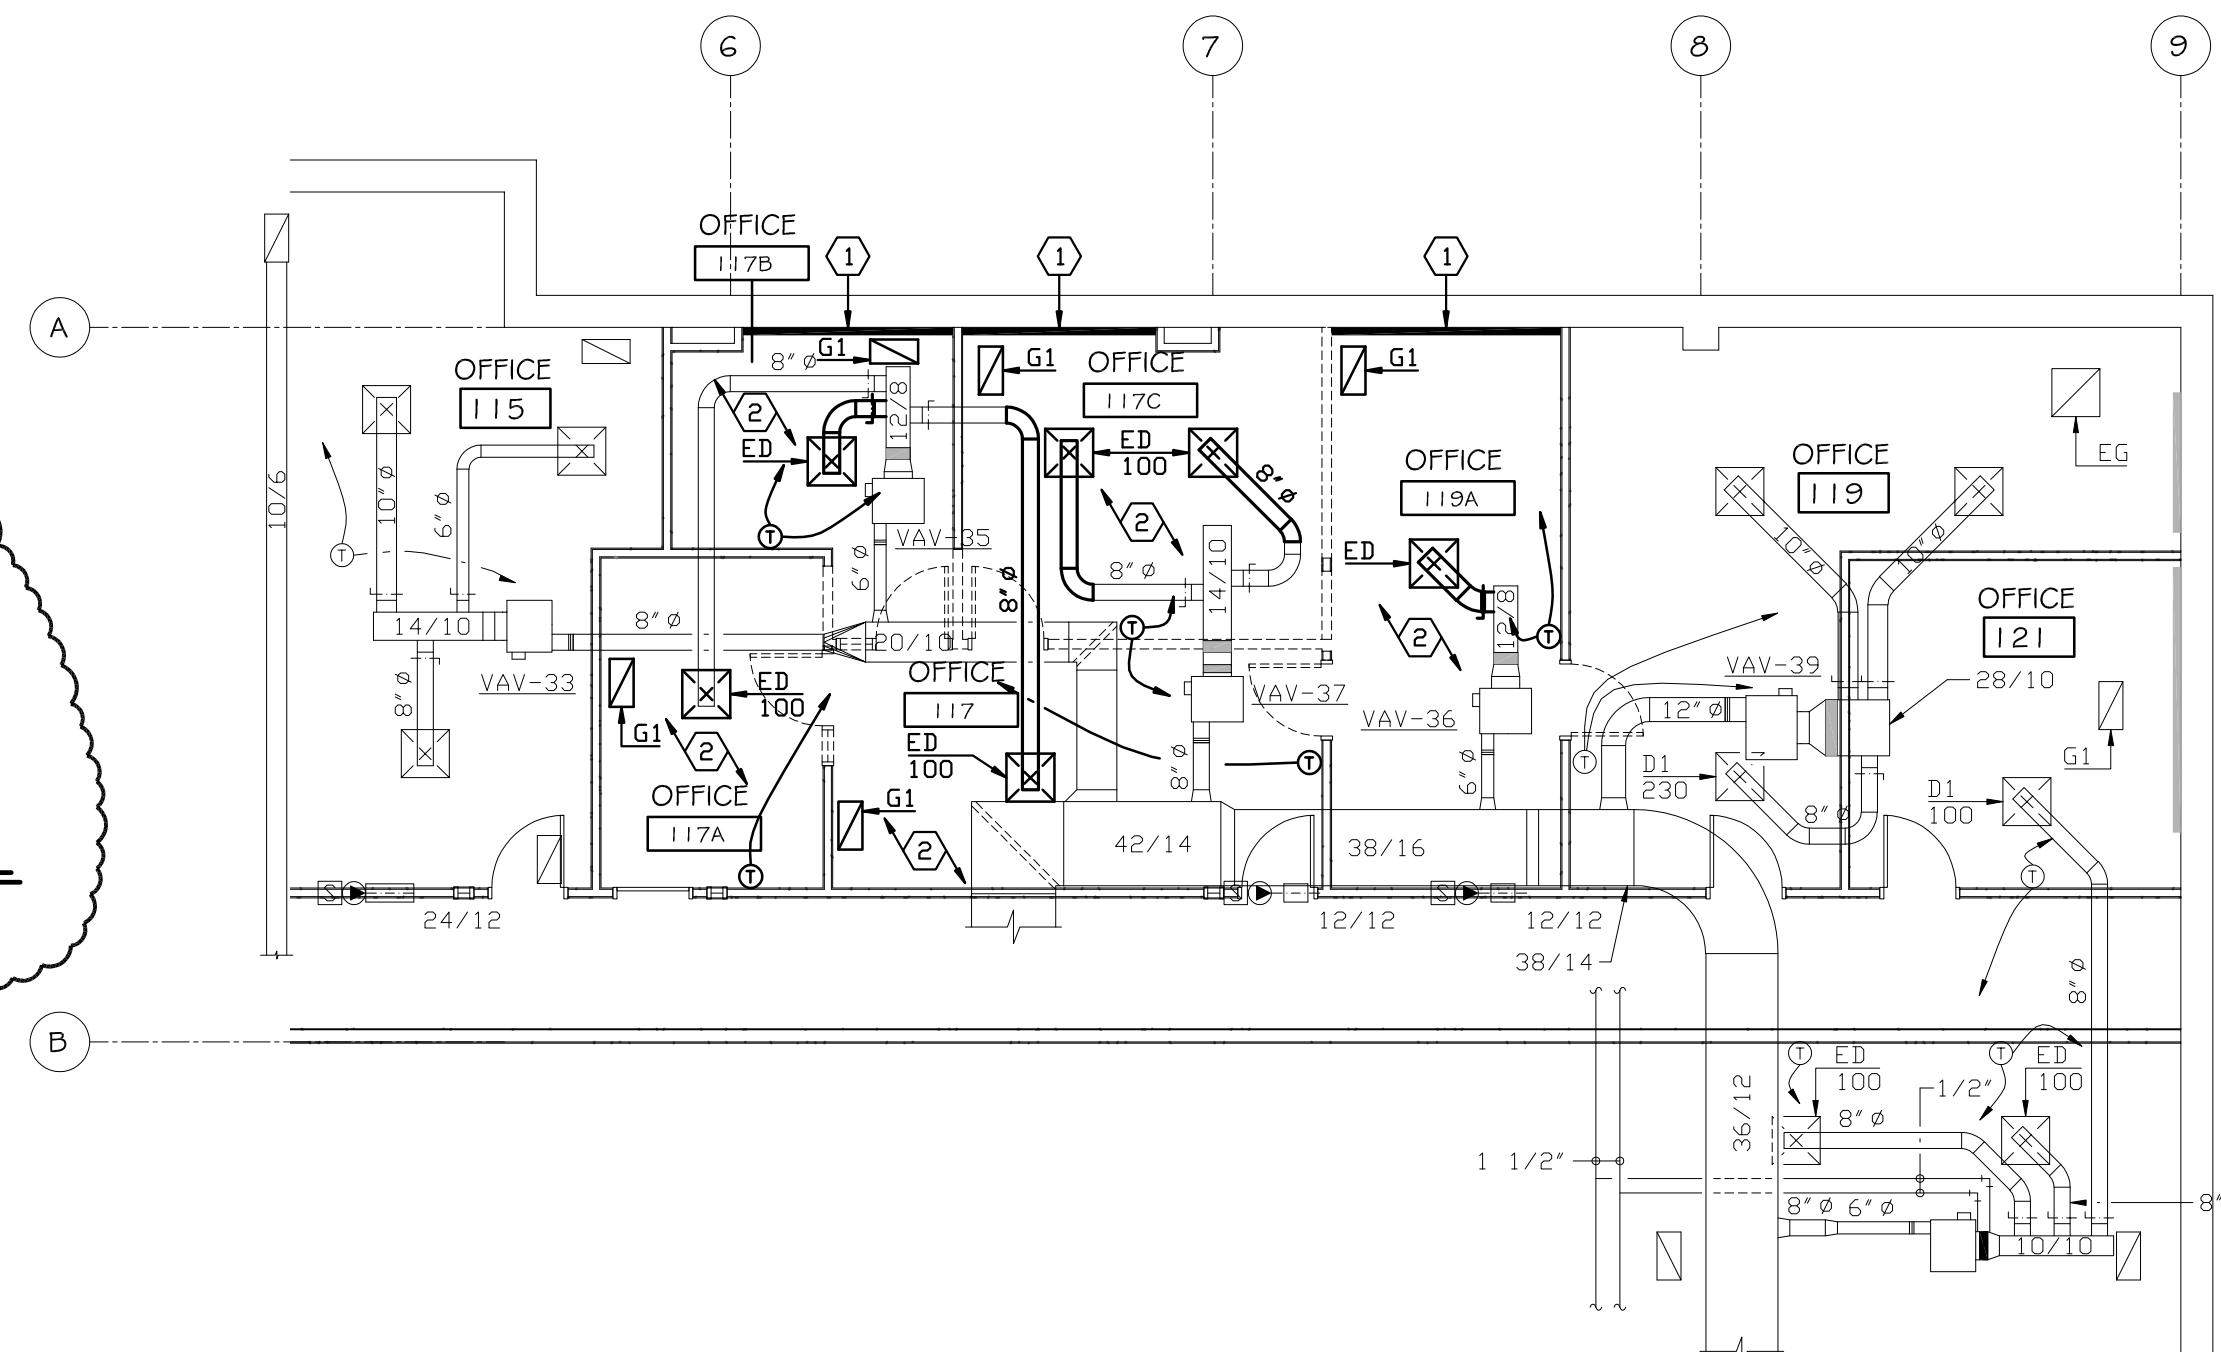 6
7
8
9
OFFICE
117B
1
1
1
A
OFFICE
115
8" Ø
G1
G1
OFFICE
117C
G1
OFFICE
119A
OFFICE
119
EG
10/6
10" Ø
6" Ø
2
ED
12/8
VAV-35
6" Ø
ED
100
8" Ø
2
8" Ø
14/10
ED
2
12/8
10" Ø
10" Ø
OFFICE
121
T
T
T
T
14/10
8" Ø
20/10
8" Ø
8" Ø
VAV-33
ED
100
G1
2
OFFICE
117A
T
OFFICE
117
ED
100
G1
2
VAV-37
8" Ø
T
VAV-36
6" Ø
T
VAV-39
12" Ø
28/10
D1
230
8" Ø
D1
100
G1
T
42/14
38/16
S
24/12
S
12/12
S
12/12
38/14
8" Ø
B
T
ED
100
T
ED
100
36/12
8" Ø
1/2"
1 1/2"
8" Ø
6" Ø
8"
10/10